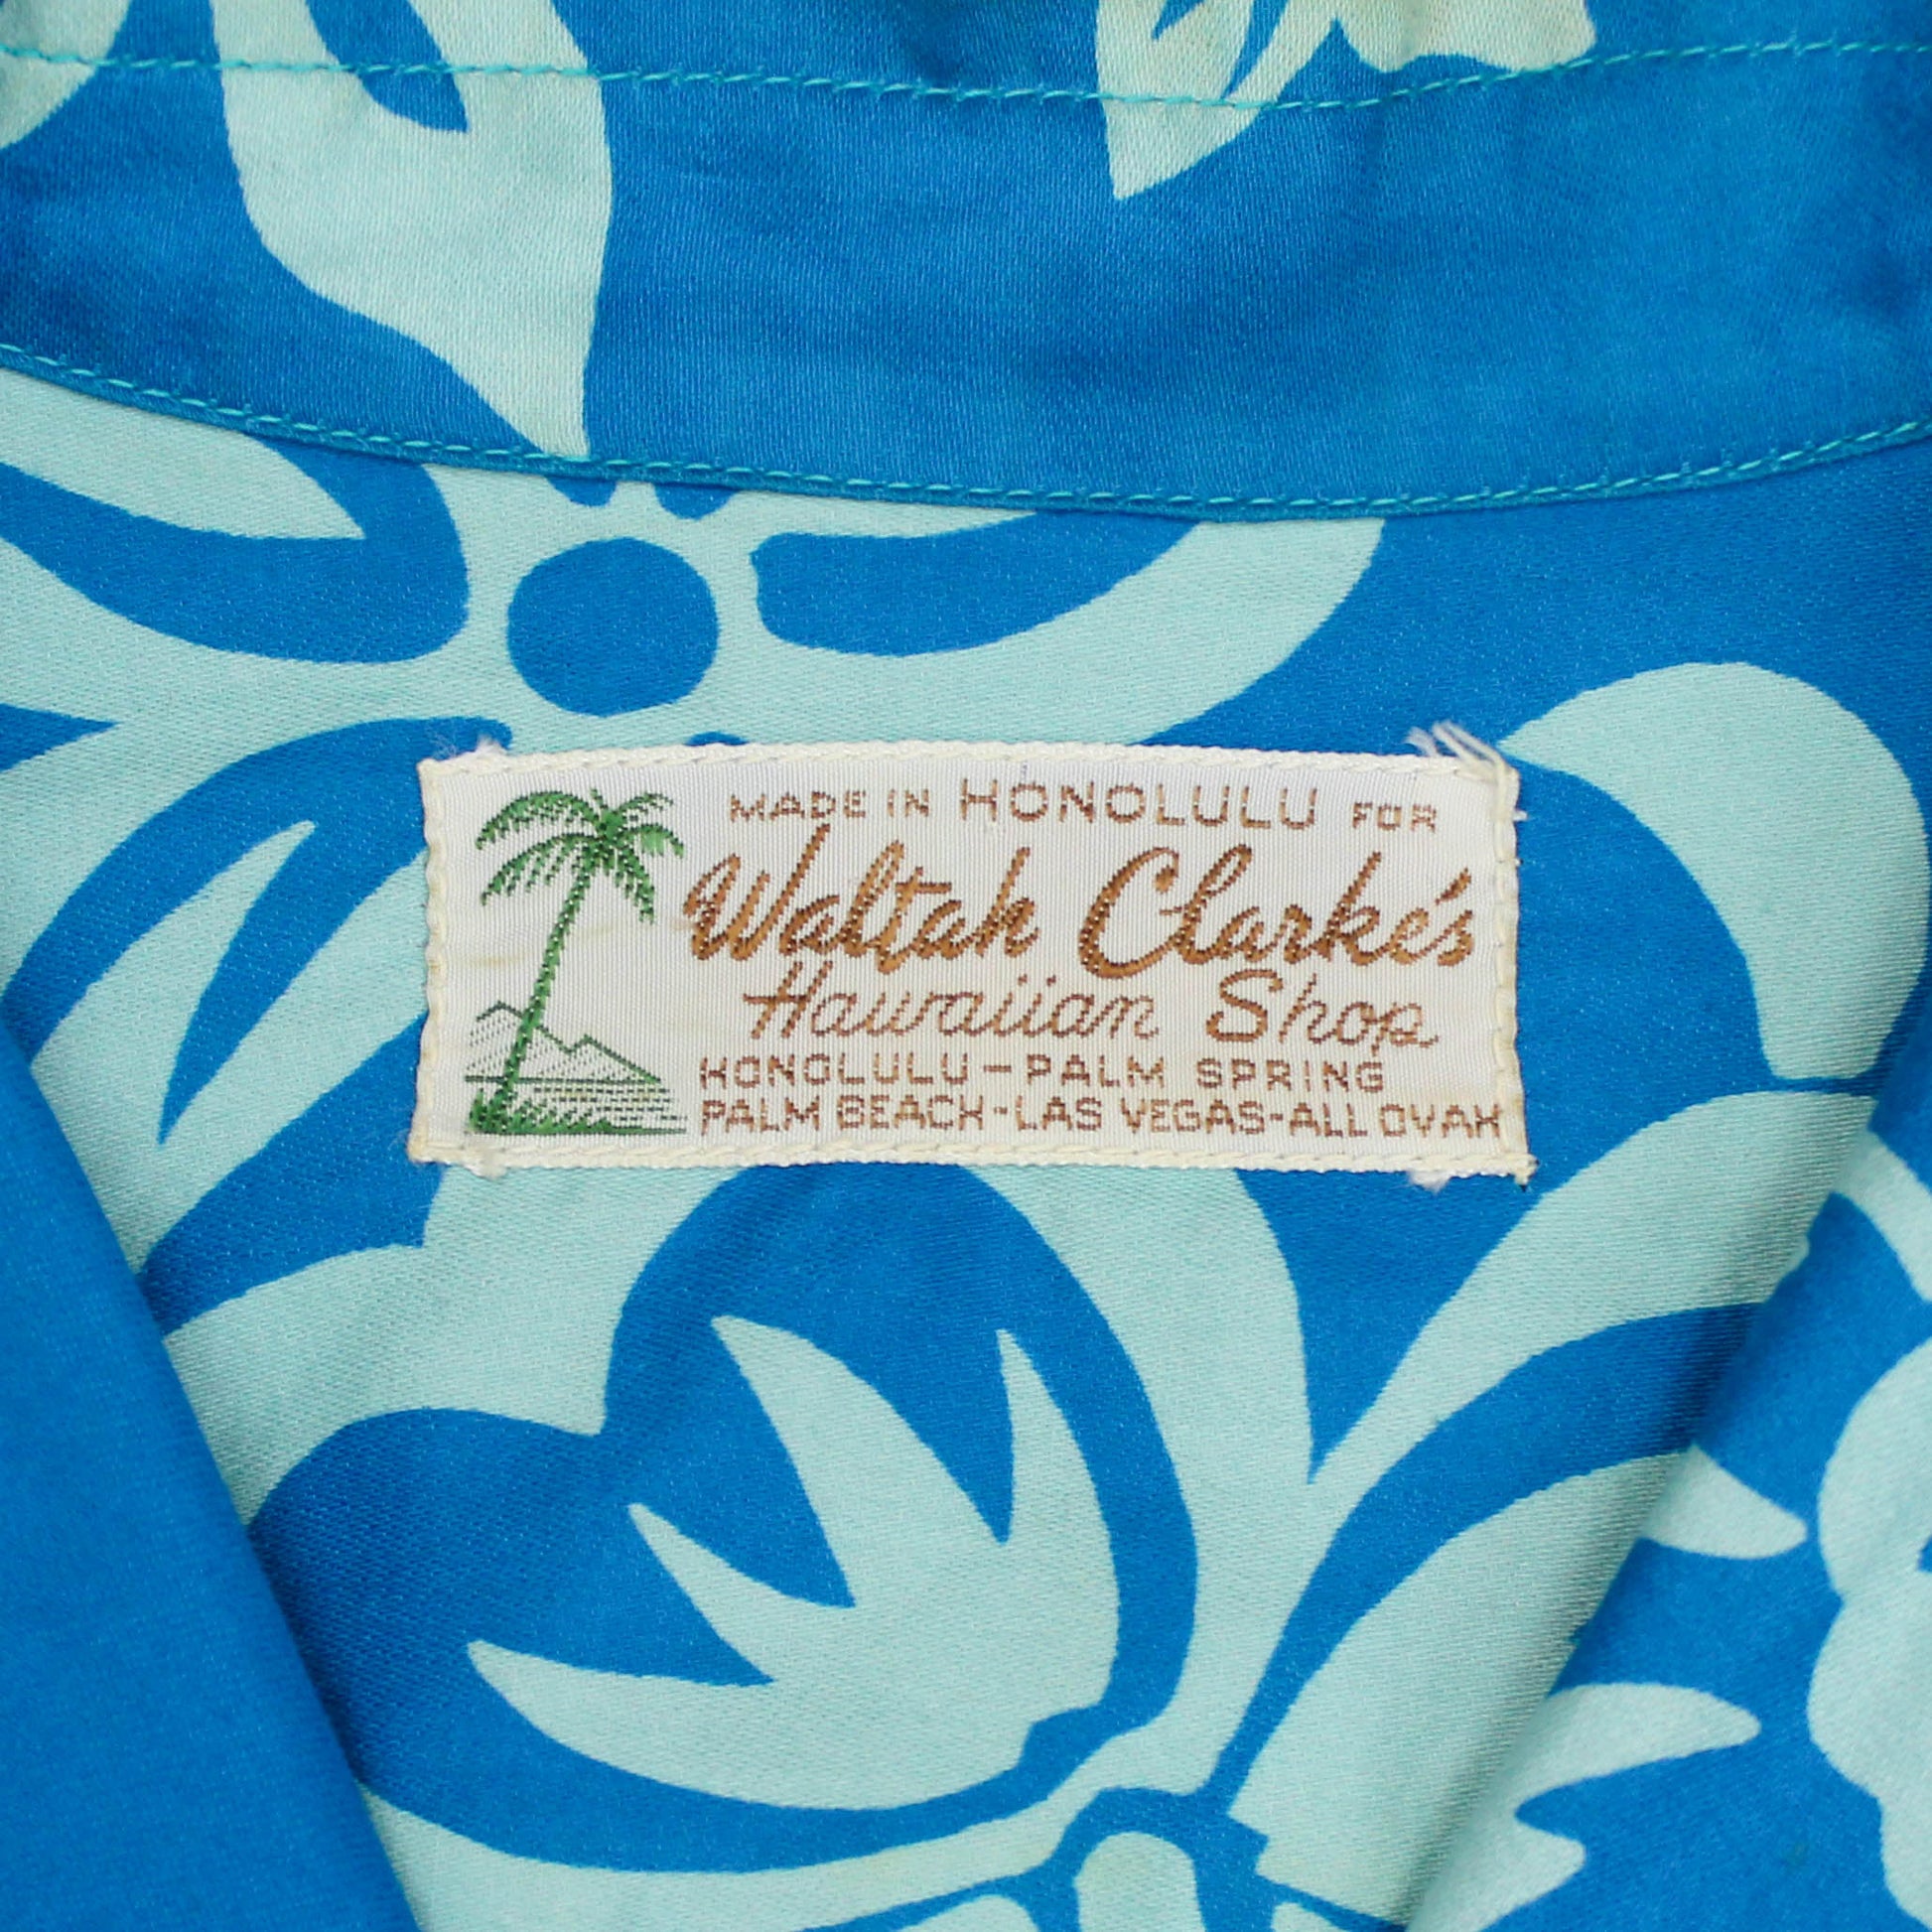 MADE IN HONOLULU FOR
Waltah Clarke's
Hawaiian Shop
HONOLULU-PALM SPRING
PALM BEACH-LAS VEGAS-ALL OVAH